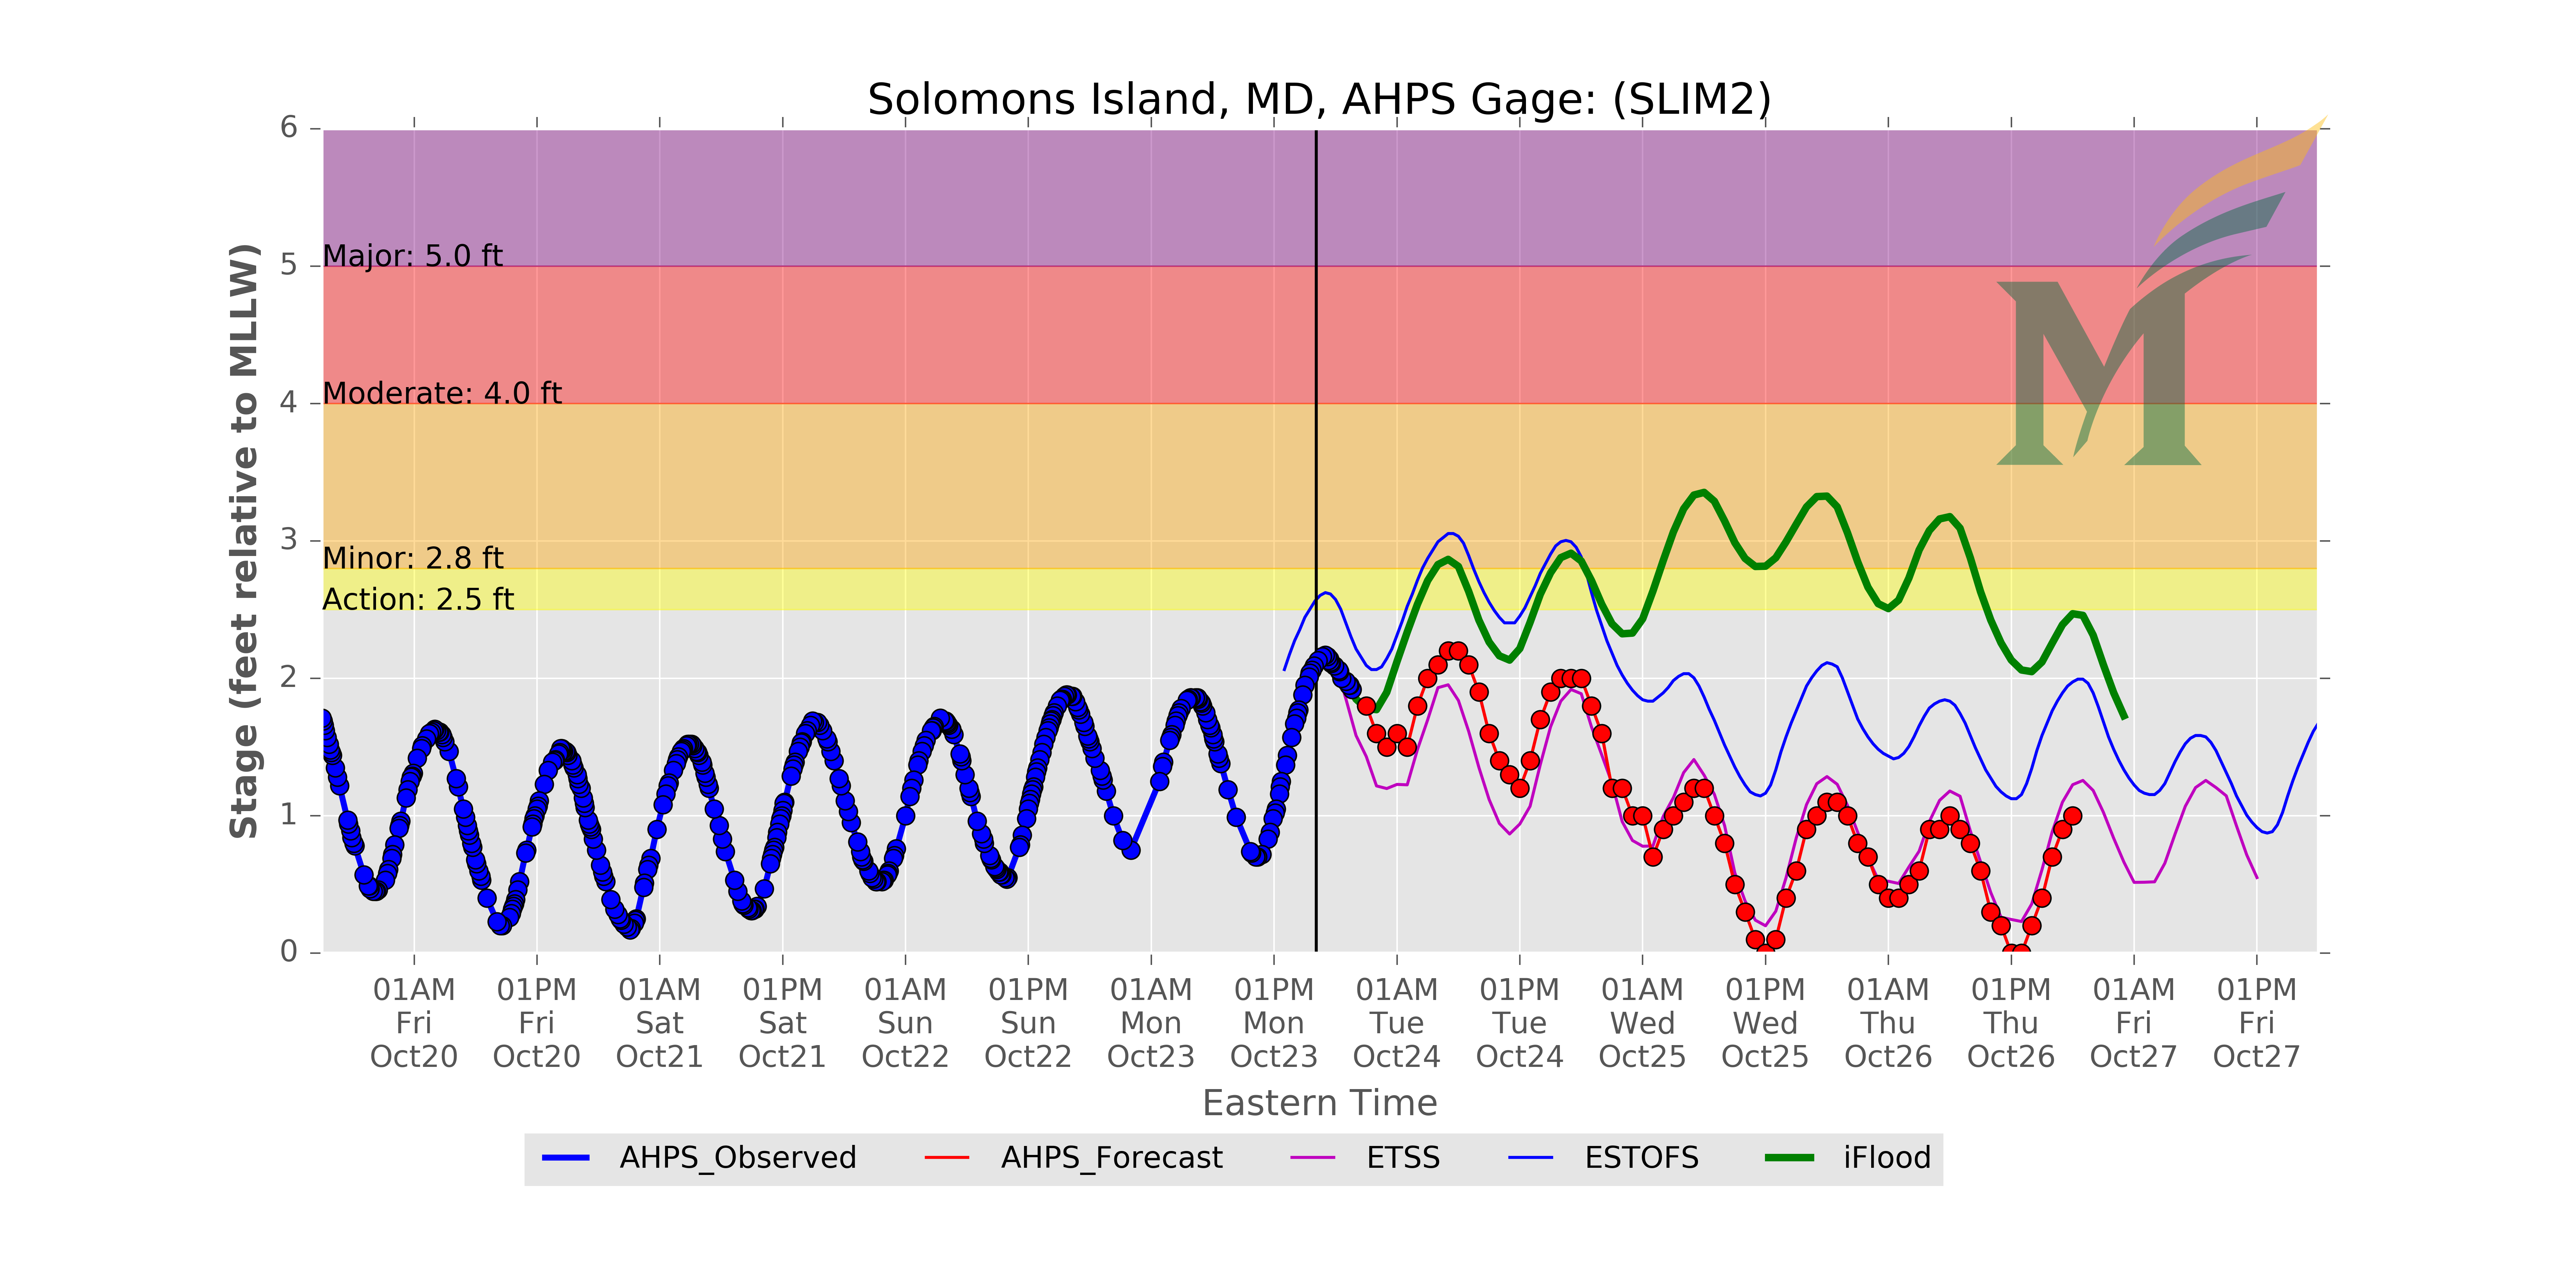 Solomons Island, MD, AHPS Gage: (SLIM2)
6
5
4
3
2
1
0
Stage (feet relative to MLLW)
Major: 5.0 ft
Moderate: 4.0 ft
Minor: 2.8 ft
Action: 2.5 ft
M
01AM 01PM 01AM 01PM 01AM 01PM 01AM 01PM 01AM 01PM 01AM 01PM 01AM 01PM 01AM 01PM
Fri Fri Sat Sat Sun Sun Mon Mon Tue Tue Wed Wed Thu Thu Fri Fri
Oct20 Oct20 Oct21 Oct21 Oct22 Oct22 Oct23 Oct23 Oct24 Oct24 Oct25 Oct25 Oct26 Oct26 Oct27 Oct27
Eastern Time
AHPS_Observed AHPS_Forecast ETSS ESTOFS iFlood